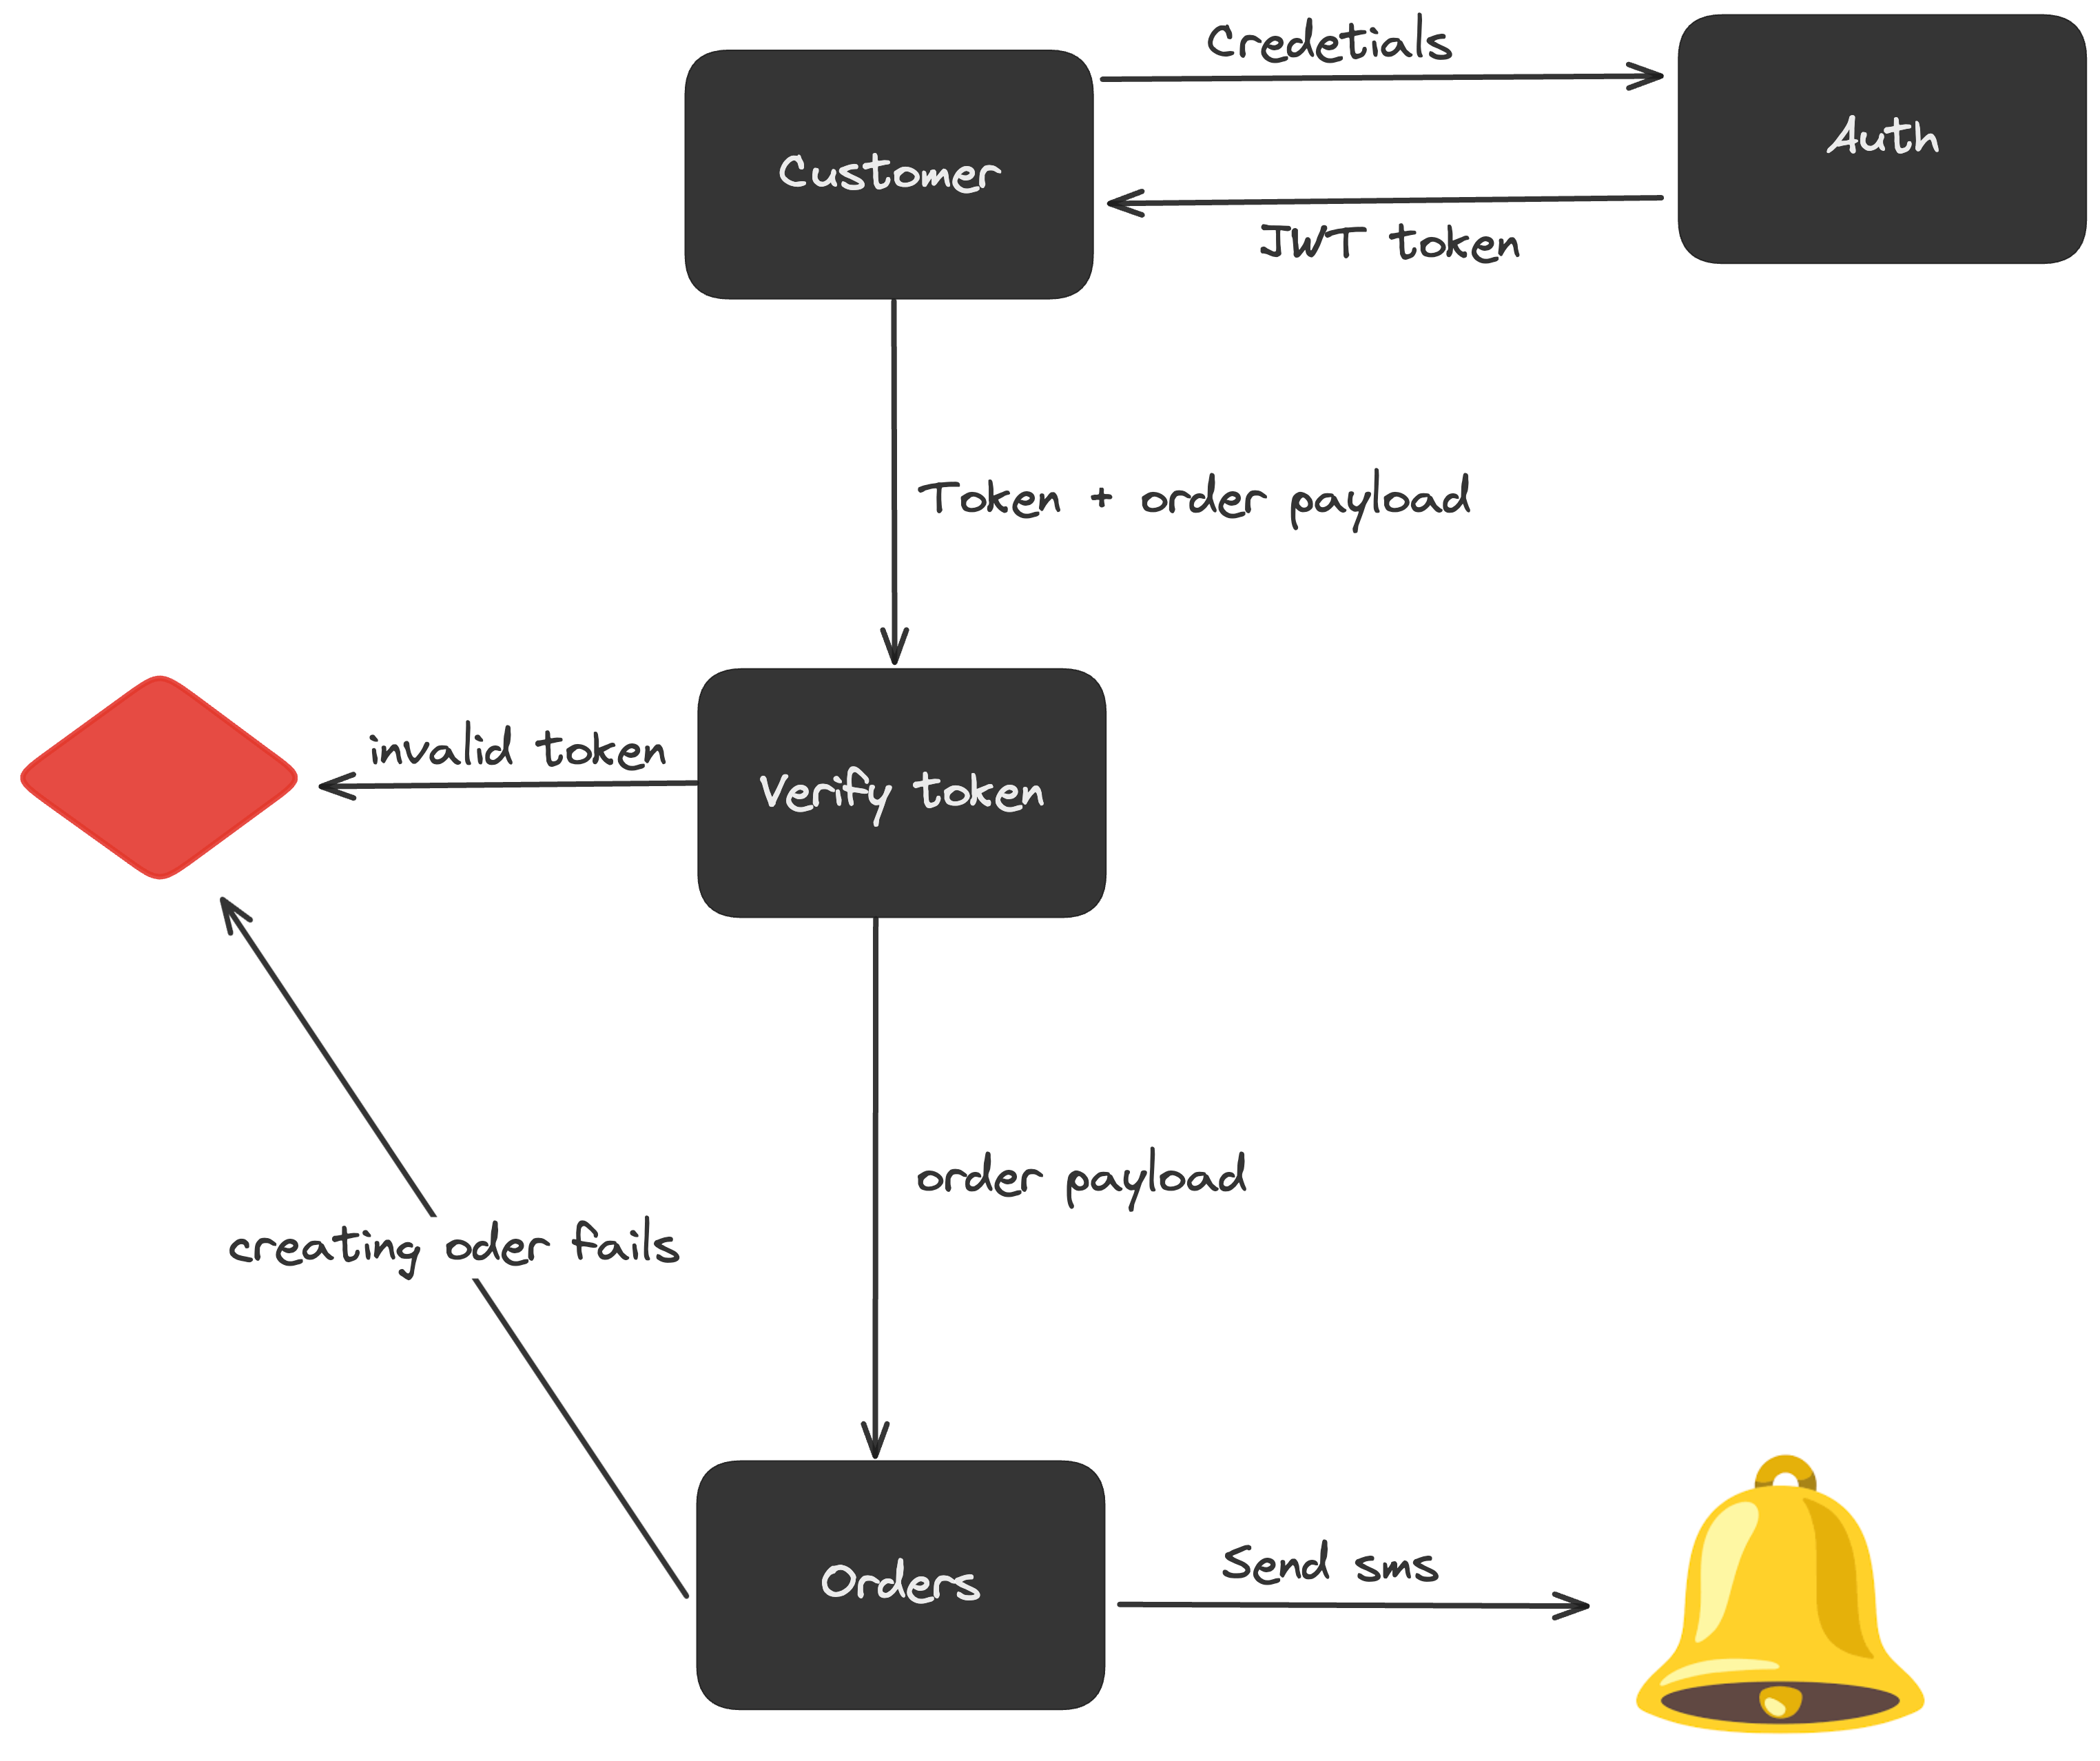 Credetials
Customer
Auth
JWT token
Token + order payload
invalid token
Verify token
order payload
creating oder fails
Send sms
Orders